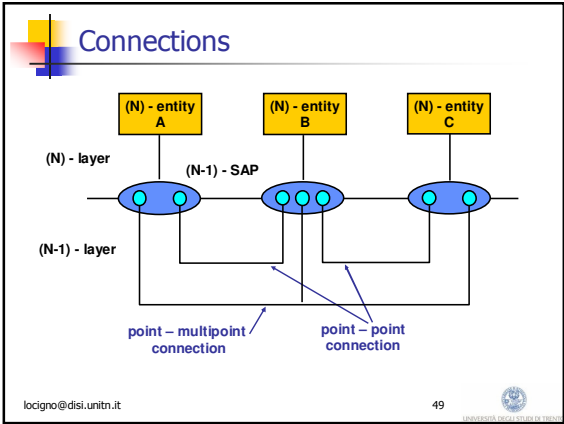 Connections
(N) - entity
A
(N) - entity
B
(N) - entity
C
(N) - layer
(N-1) - SAP
(N-1) - layer
point – multipoint
connection
point – point
connection
locigno@disi.unitn.it
49
UNIVERSITÀ DEGLI STUDI DI TRENTO